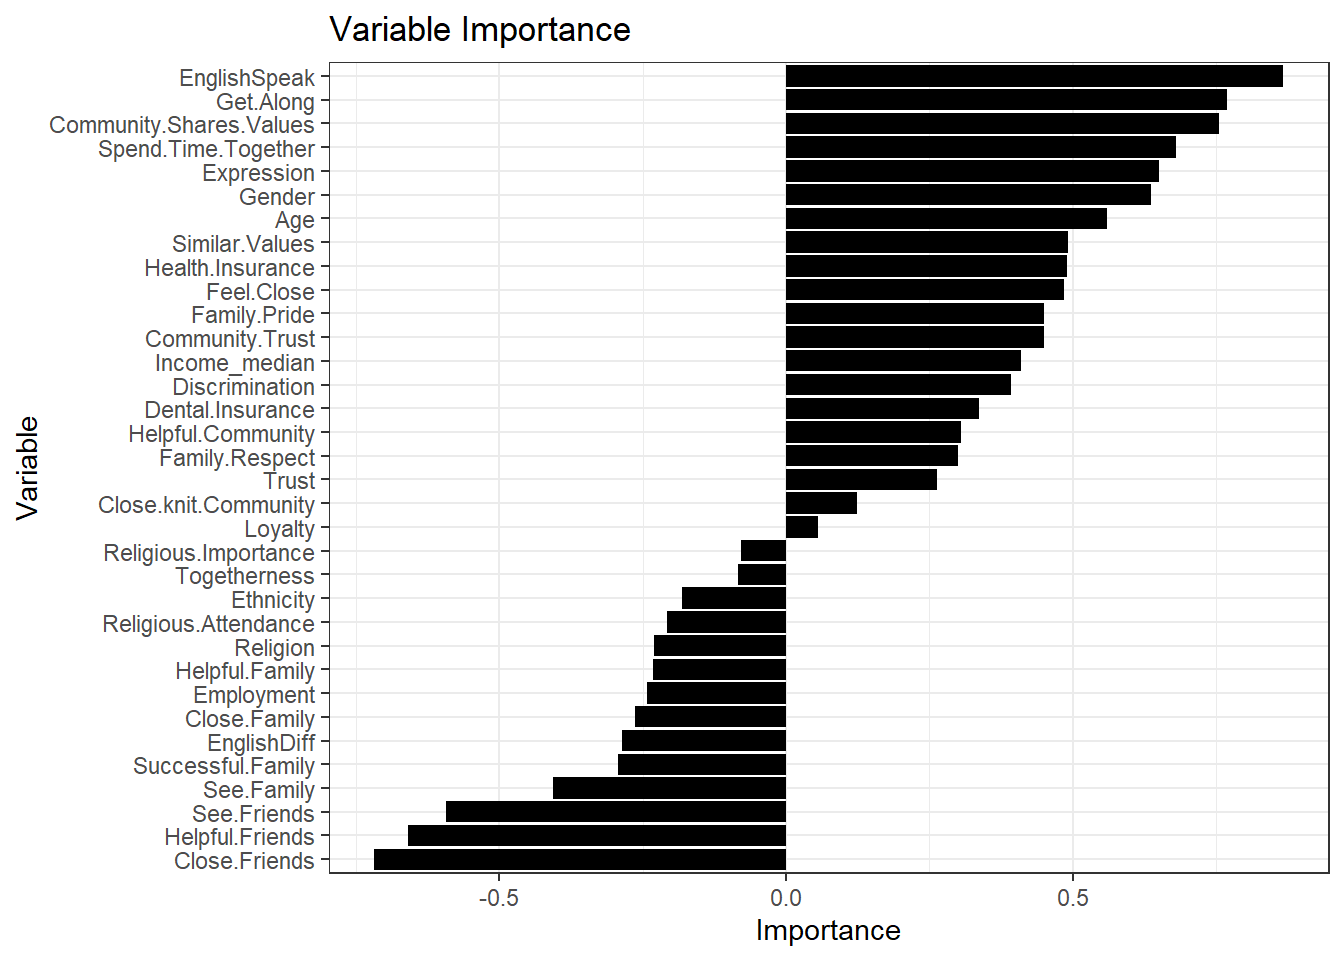 Variable Importance
EnglishSpeak
Get.Along
Community.Shares.Values
Spend.Time.Together
Expression
Gender
Age
Similar.Values
Health.Insurance
Feel.Close
Family.Pride
Community.Trust
Income_median
Discrimination
Dental.Insurance
Helpful.Community
Family.Respect
Trust
Close.knit.Community
Loyalty
Religious.Importance
Togetherness
Ethnicity
Religious.Attendance
Religion
Helpful.Family
Employment
Close.Family
EnglishDiff
Successful.Family
See.Family
See.Friends
Helpful.Friends
Close.Friends
Variable
-0.5 0.0 0.5
Importance